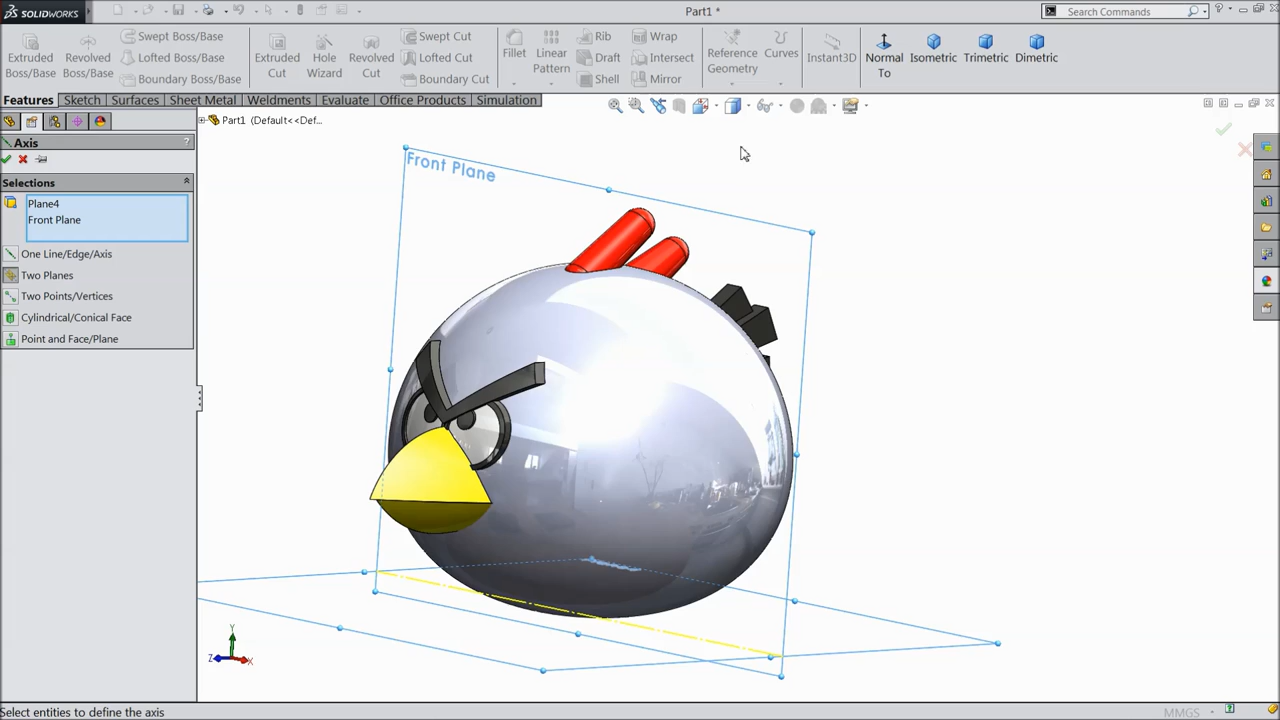 SOLIDWORKS
Part1 *
Search Commands
Extruded Boss/Base
Revolved Boss/Base
Swept Boss/Base
Lofted Boss/Base
Boundary Boss/Base
Extruded Cut
Hole Wizard
Revolved Cut
Swept Cut
Lofted Cut
Boundary Cut
Fillet
Linear Pattern
Rib
Draft
Shell
Wrap
Intersect
Mirror
Reference Geometry
Curves
Instant3D
Normal To
Isometric
Trimetric
Dimetric
Features
Sketch
Surfaces
Sheet Metal
Weldments
Evaluate
Office Products
Simulation
Part1 (Default<<Def...
Axis
?
Selections
Plane4
Front Plane
One Line/Edge/Axis
Two Planes
Two Points/Vertices
Cylindrical/Conical Face
Point and Face/Plane
Front Plane
Y
Z
X
Select entities to define the axis
MMGS